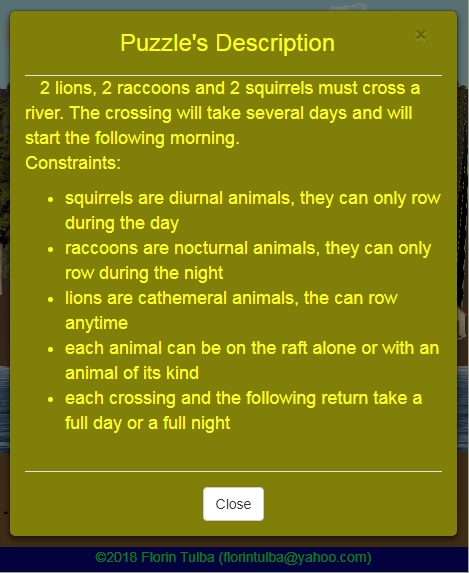 Puzzle's Description
×
2 lions, 2 raccoons and 2 squirrels must cross a
river. The crossing will take several days and will
start the following morning.
Constraints:
• squirrels are diurnal animals, they can only row
during the day
• raccoons are nocturnal animals, they can only
row during the night
• lions are cathemeral animals, the can row
anytime
• each animal can be on the raft alone or with an
animal of its kind
• each crossing and the following return take a
full day or a full night
Close
©2018 Florin Tulba (florintulba@yahoo.com)